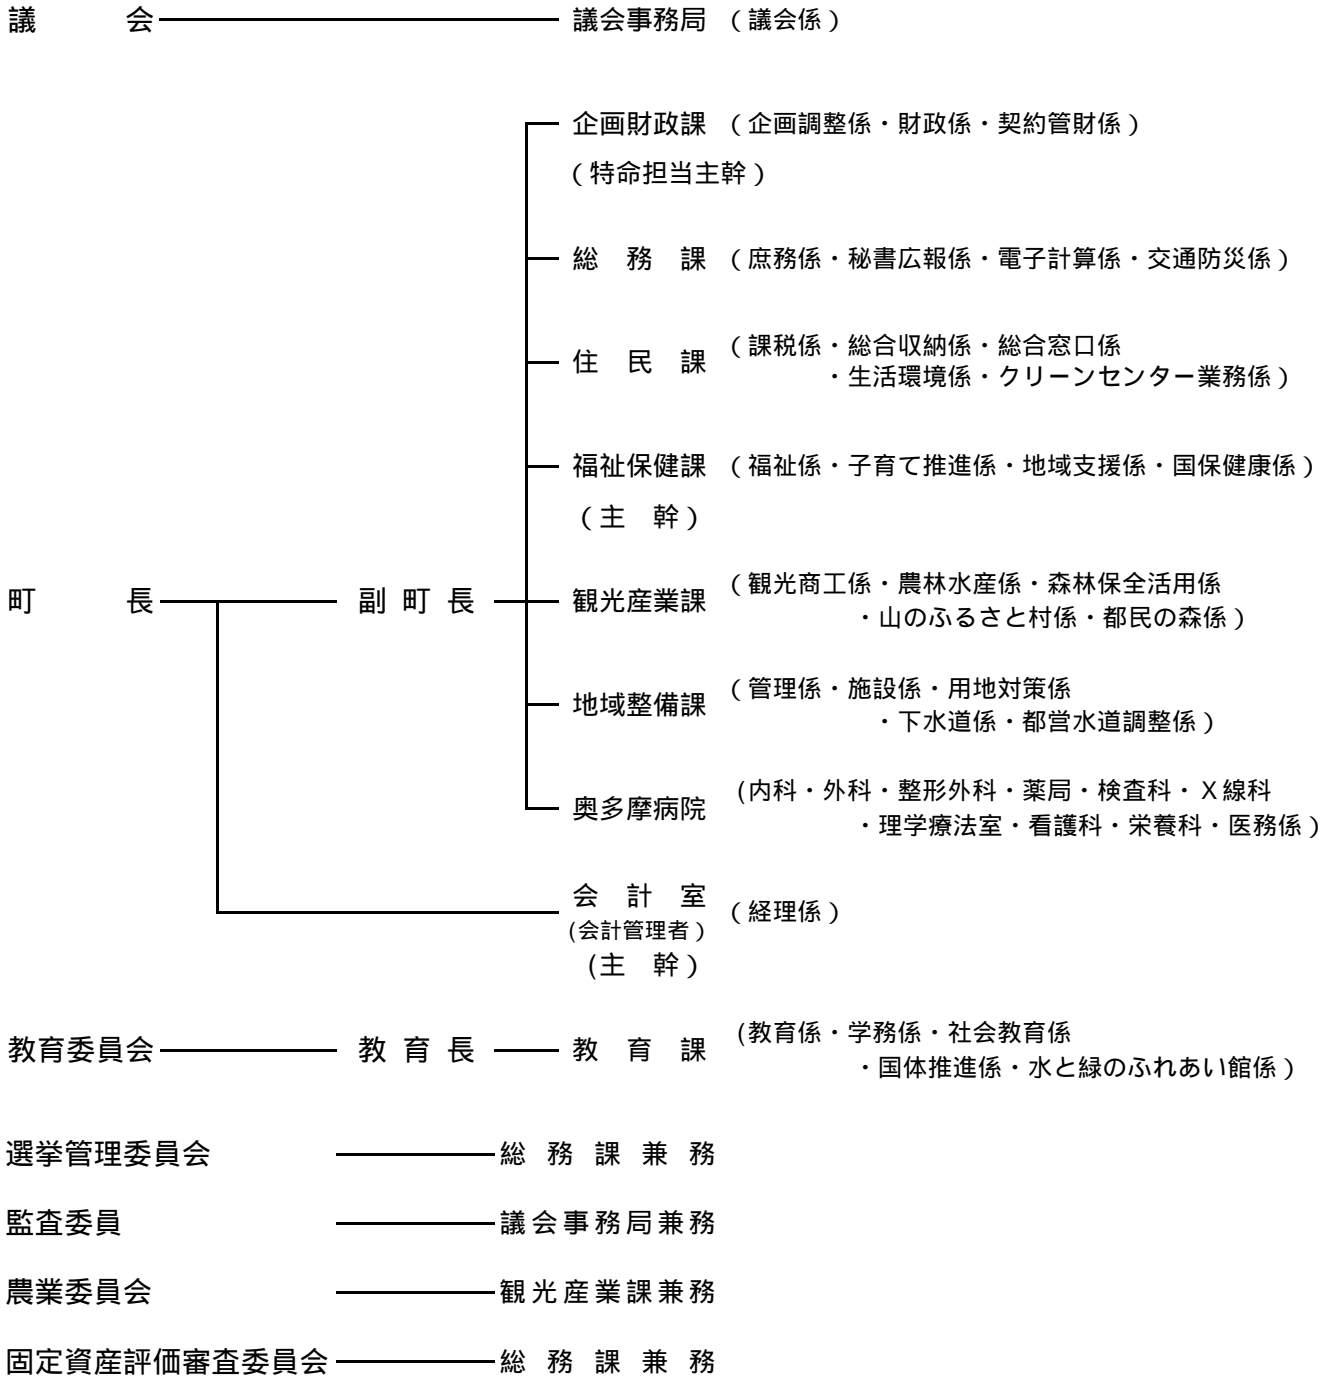 議　会　議会事務局（議会係）
企画財政課（企画調整係・財政係・契約管財係）
（特命担当主幹）
総　務　課（庶務係・秘書広報係・電子計算係・交通防災係）
住　民　課（課税係・総合収納係・総合窓口係
・生活環境係・クリーンセンター業務係）
福祉保健課（福祉係・子育て推進係・地域支援係・国保健康係）
（主　幹）
町　長　副町長　観光産業課（観光商工係・農林水産係・森林保全活用係
・山のふるさと村係・都民の森係）
地域整備課（管理係・施設係・用地対策係
・下水道係・都営水道調整係）
奥多摩病院（内科・外科・整形外科・薬局・検査科・Ｘ線科
・理学療法室・看護科・栄養科・医務係）
会　計　室（経理係）
（会計管理者）
（主　幹）
教育委員会　教育長　教　育　課（教育係・学務係・社会教育係
・国体推進係・水と緑のふれあい館係）
選挙管理委員会　総務課兼務
監査委員　議会事務局兼務
農業委員会　観光産業課兼務
固定資産評価審査委員会　総務課兼務